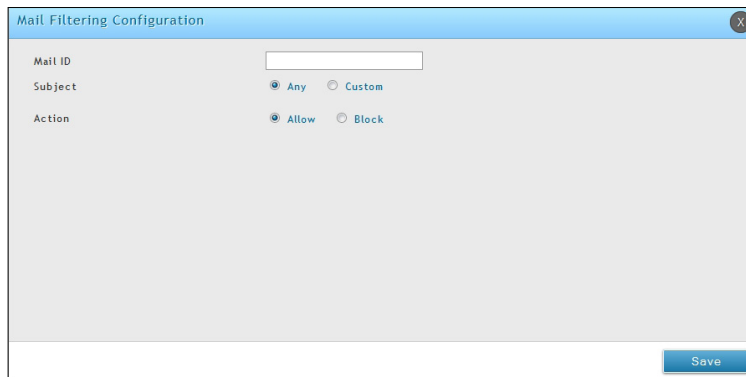 Mail Filtering Configuration
X
Mail ID
Subject Any Custom
Action Allow Block
Save